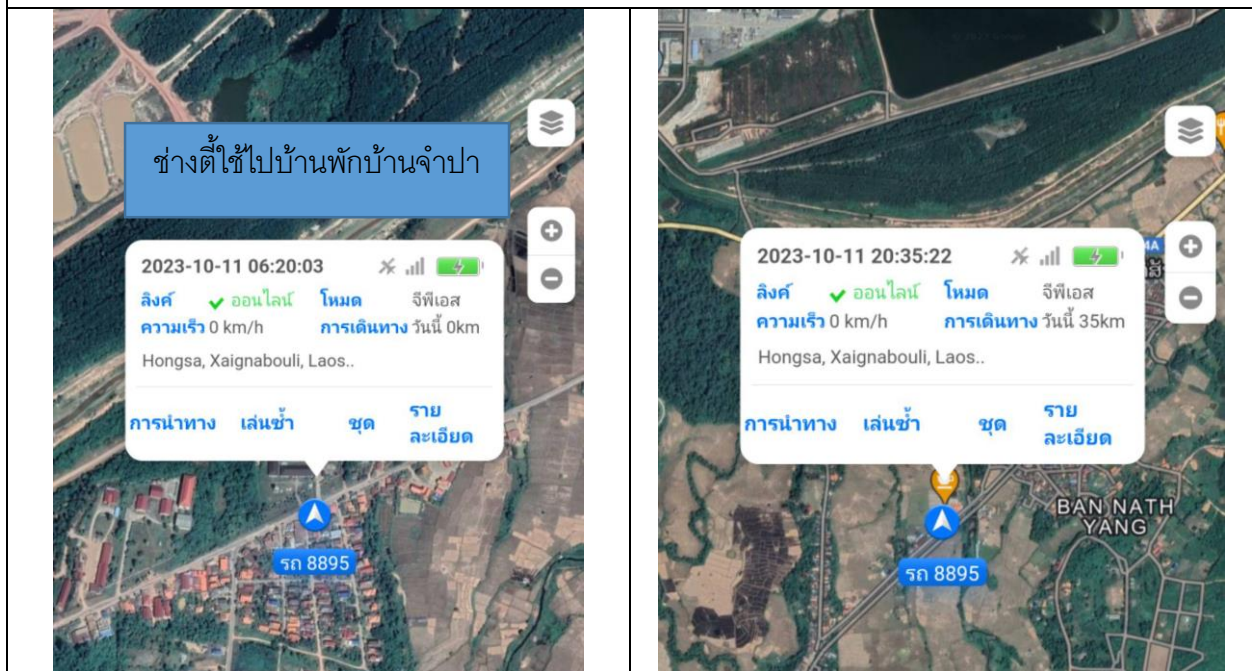 ช่างตี้ใช้ไปบ้านพักบ้านจำปา
2023-10-11 06:20:03
ลิงค์ ออนไลน์ โหมด จีพีเอส
ความเร็ว 0 km/h การเดินทาง วันนี้ 0km
Hongsa, Xaignabouli, Laos..
การนำทาง เล่นซ้ำ ชุด ราย
ละเอียด
รถ 8895
4A
2023-10-11 20:35:22
ลิงค์ ออนไลน์ โหมด จีพีเอส
ความเร็ว 0 km/h การเดินทาง วันนี้ 35km
Hongsa, Xaignabouli, Laos..
การนำทาง เล่นซ้ำ ชุด ราย
ละเอียด
BAN NATH
YANG
รถ 8895